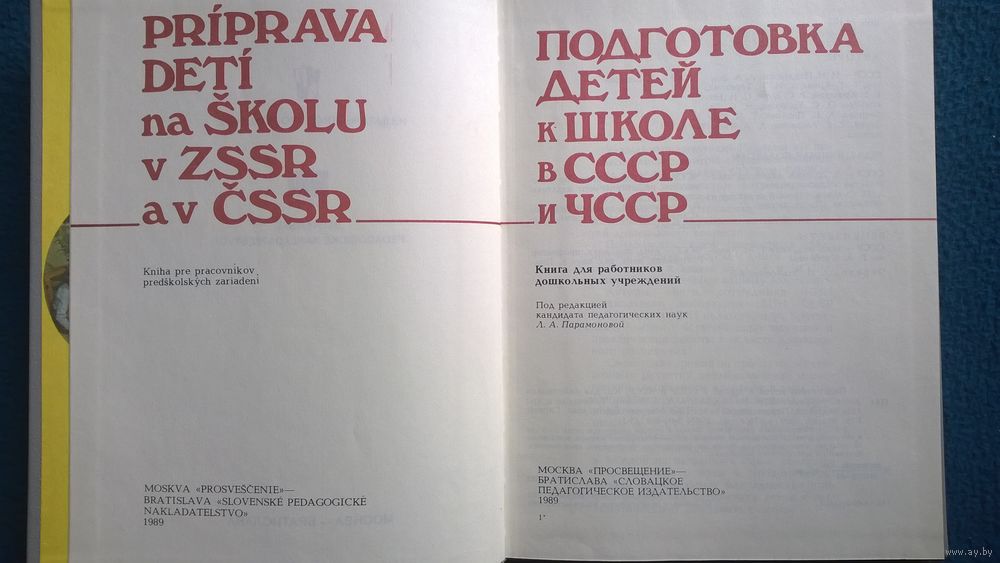 PRÍPRAVA
DETÍ
na ŠKOLU
v ZSSR
a v ČSSR
Kniha pre pracovníkov
predškolských zariadení
MOSKVA «PROSVEŠČENIE»—
BRATISLAVA «SLOVENSKÉ PEDAGOGICKÉ
NAKLADATELSTVO»
1989
ПОДГОТОВКА
ДЕТЕЙ
к ШКОЛЕ
в СССР
и ЧССР
Книга для работников
дошкольных учреждений
Под редакцией
кандидата педагогических наук
Л. А. Парамоновой
МОСКВА «ПРОСВЕЩЕНИЕ»—
БРАТИСЛАВА «СЛОВАЦКОЕ
ПЕДАГОГИЧЕСКОЕ ИЗДАТЕЛЬСТВО»
1989
1*
www.ay.by